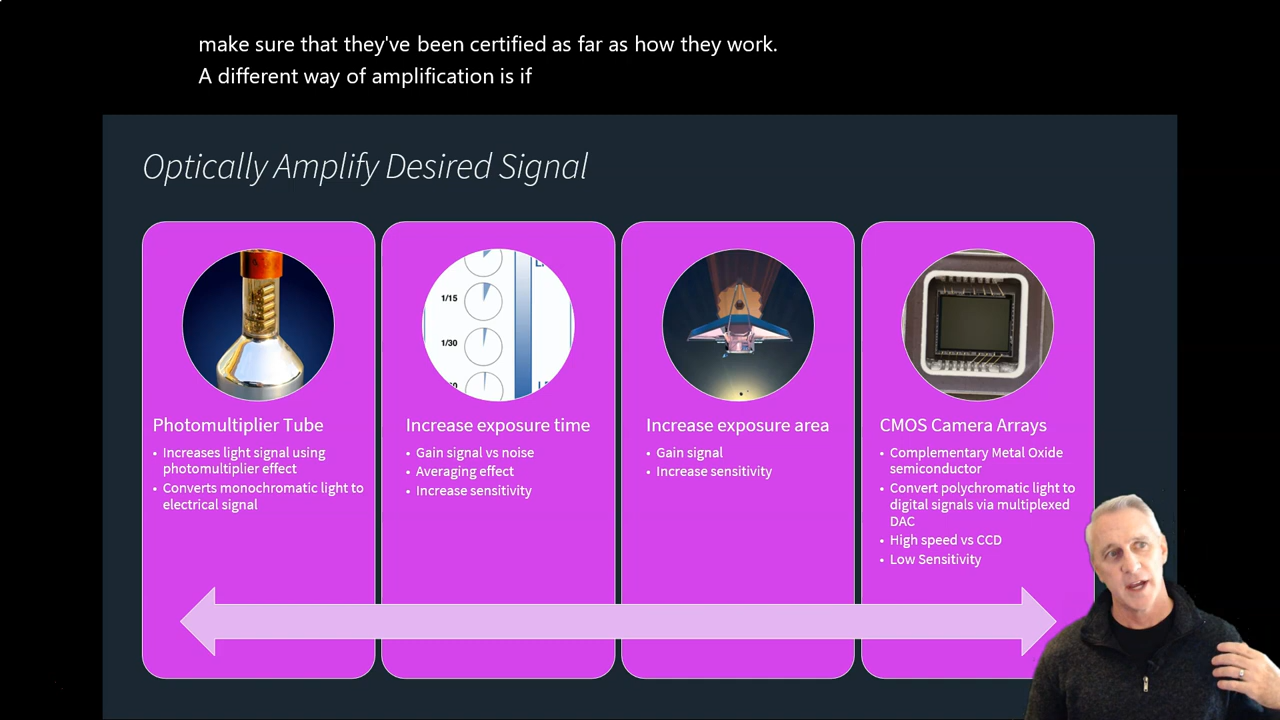 make sure that they've been certified as far as how they work.
A different way of amplification is if
Optically Amplify Desired Signal
1/15
1/30
Photomultiplier Tube
• Increases light signal using
photomultiplier effect
• Converts monochromatic light to
electrical signal
Increase exposure time
• Gain signal vs noise
• Averaging effect
• Increase sensitivity
Increase exposure area
• Gain signal
• Increase sensitivity
CMOS Camera Arrays
• Complementary Metal Oxide
semiconductor
• Convert polychromatic light to
digital signals via multiplexed
DAC
• High speed vs CCD
• Low Sensitivity